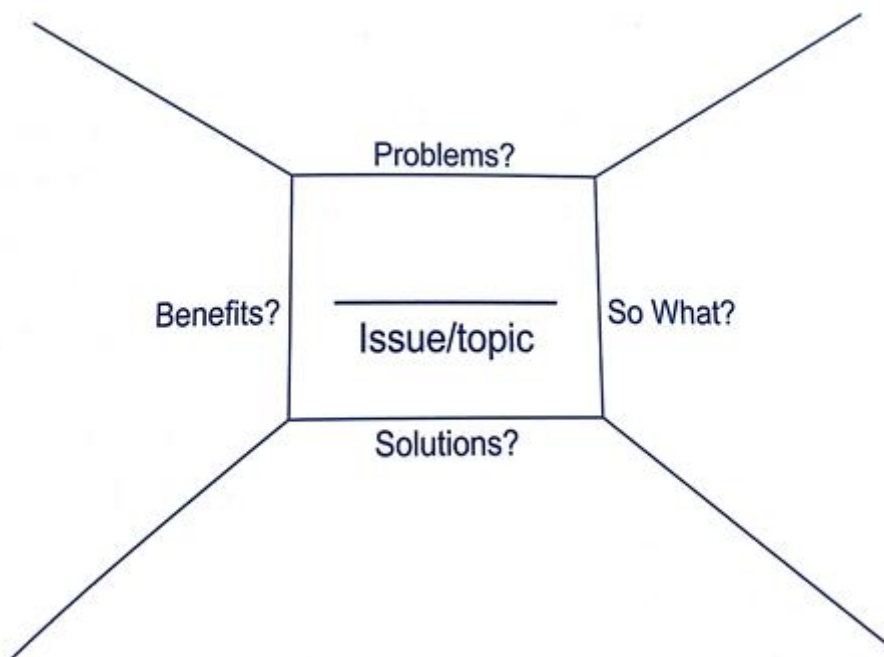 Problems?
Benefits?
So What?
Issue/topic
Solutions?